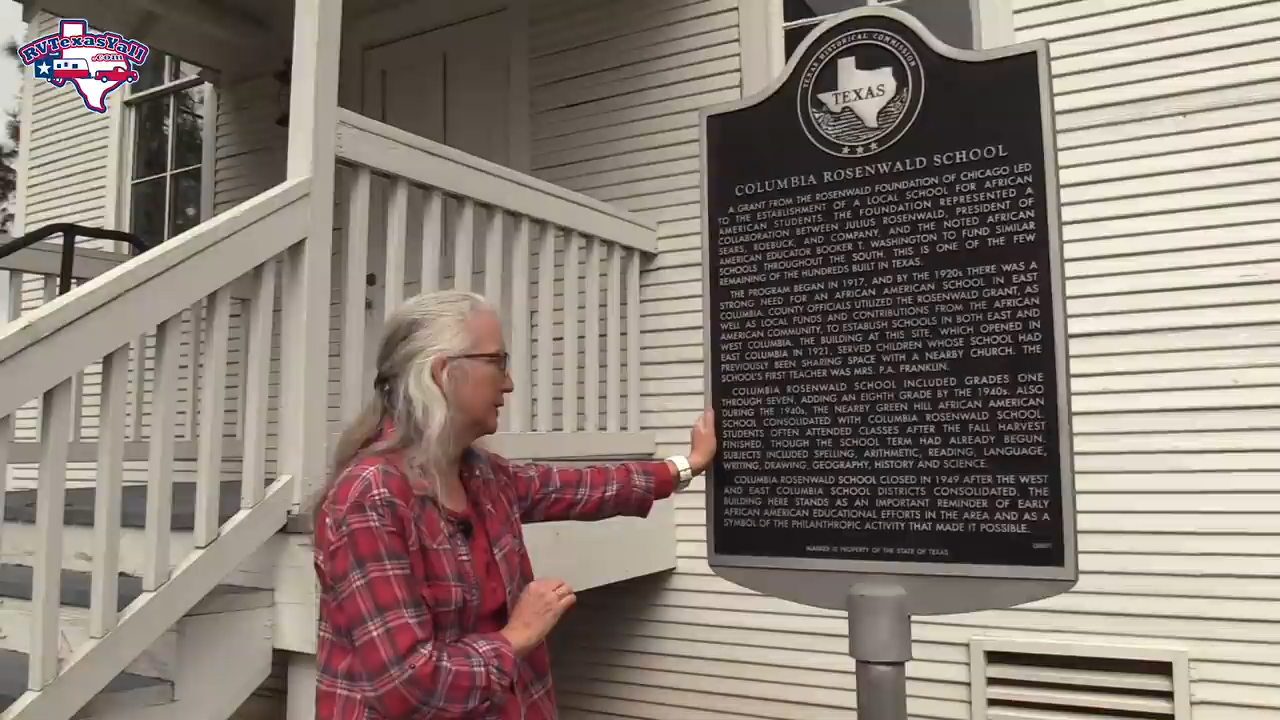 RVTexasYall
.com
TEXAS HISTORICAL COMMISSION
TEXAS
COLUMBIA ROSENWALD SCHOOL
A GRANT FROM THE ROSENWALD FOUNDATION OF CHICAGO LED
TO THE ESTABLISHMENT OF A LOCAL SCHOOL FOR AFRICAN
AMERICAN STUDENTS. THE FOUNDATION REPRESENTED A
COLLABORATION BETWEEN JULIUS ROSENWALD, PRESIDENT OF
SEARS, ROEBUCK, AND COMPANY, AND THE NOTED AFRICAN
AMERICAN EDUCATOR BOOKER T. WASHINGTON TO FUND SIMILAR
SCHOOLS THROUGHOUT THE SOUTH. THIS IS ONE OF THE FEW
REMAINING OF THE HUNDREDS BUILT IN TEXAS.
THE PROGRAM BEGAN IN 1917, AND BY THE 1920s THERE WAS A
STRONG NEED FOR AN AFRICAN AMERICAN SCHOOL IN EAST
COLUMBIA. COUNTY OFFICIALS UTILIZED THE ROSENWALD GRANT, AS
WELL AS LOCAL FUNDS AND CONTRIBUTIONS FROM THE AFRICAN
AMERICAN COMMUNITY, TO ESTABLISH SCHOOLS IN BOTH EAST AND
WEST COLUMBIA. THE BUILDING AT THIS SITE, WHICH OPENED IN
EAST COLUMBIA IN 1921, SERVED CHILDREN WHOSE SCHOOL HAD
PREVIOUSLY BEEN SHARING SPACE WITH A NEARBY CHURCH. THE
SCHOOL'S FIRST TEACHER WAS MRS. P.A. FRANKLIN.
COLUMBIA ROSENWALD SCHOOL INCLUDED GRADES ONE
THROUGH SEVEN, ADDING AN EIGHTH GRADE BY THE 1940s. ALSO
DURING THE 1940s, THE NEARBY GREEN HILL AFRICAN AMERICAN
SCHOOL CONSOLIDATED WITH COLUMBIA ROSENWALD SCHOOL.
STUDENTS OFTEN ATTENDED CLASSES AFTER THE FALL HARVEST
FINISHED, THOUGH THE SCHOOL TERM HAD ALREADY BEGUN.
SUBJECTS INCLUDED SPELLING, ARITHMETIC, READING, LANGUAGE,
WRITING, DRAWING, GEOGRAPHY, HISTORY AND SCIENCE.
COLUMBIA ROSENWALD SCHOOL CLOSED IN 1949 AFTER THE WEST
AND EAST COLUMBIA SCHOOL DISTRICTS CONSOLIDATED. THE
BUILDING HERE STANDS AS AN IMPORTANT REMINDER OF EARLY
AFRICAN AMERICAN EDUCATIONAL EFFORTS IN THE AREA AND AS A
SYMBOL OF THE PHILANTHROPIC ACTIVITY THAT MADE IT POSSIBLE.
MARKER IS PROPERTY OF THE STATE OF TEXAS